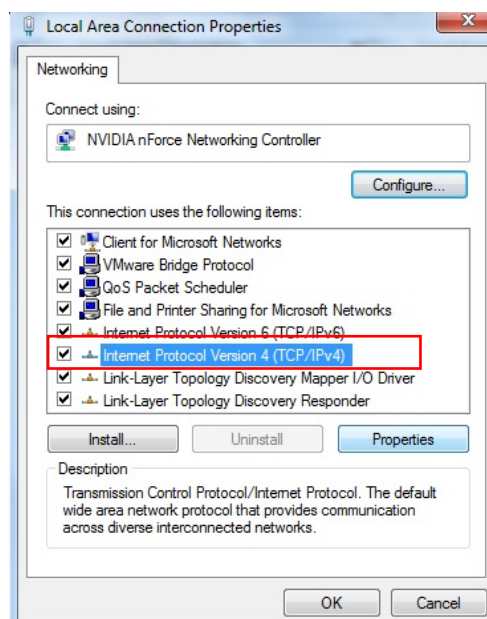 Local Area Connection Properties
Networking
Connect using:
NVIDIA nForce Networking Controller
Configure...
This connection uses the following items:
Client for Microsoft Networks
VMware Bridge Protocol
QoS Packet Scheduler
File and Printer Sharing for Microsoft Networks
Internet Protocol Version 6 (TCP/IPv6)
Internet Protocol Version 4 (TCP/IPv4)
Link-Layer Topology Discovery Mapper I/O Driver
Link-Layer Topology Discovery Responder
Install... Uninstall Properties
Description
Transmission Control Protocol/Internet Protocol. The default
wide area network protocol that provides communication
across diverse interconnected networks.
OK Cancel